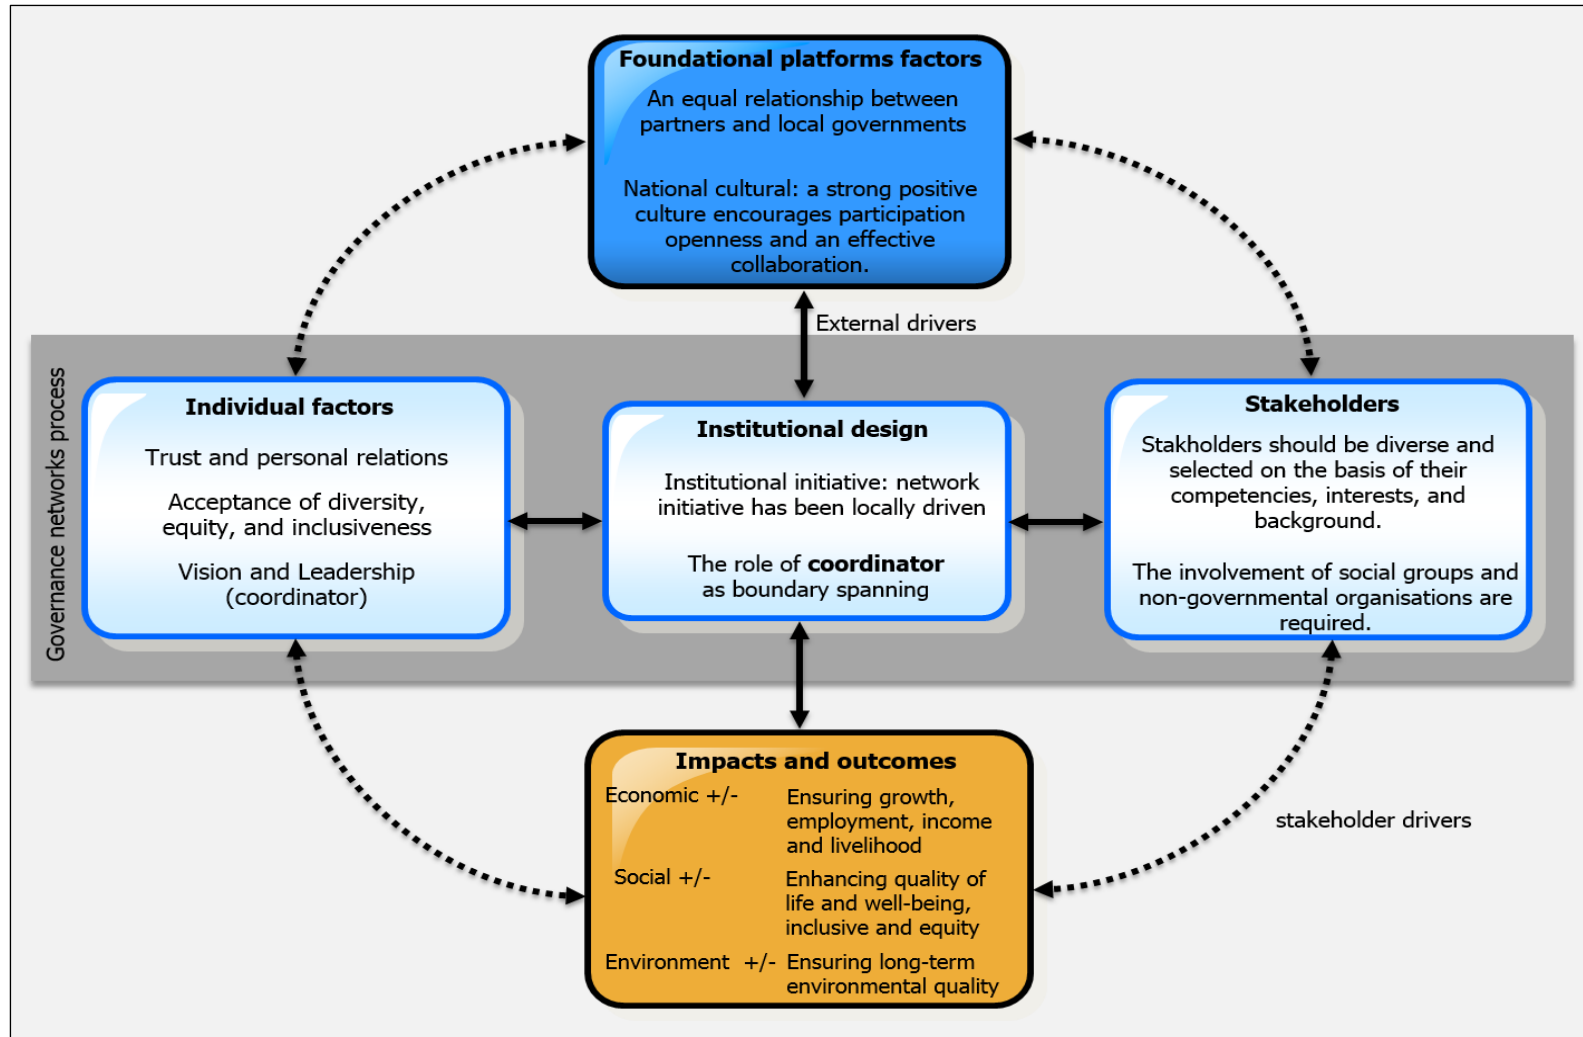 Foundational platforms factors
An equal relationship between
partners and local governments
National cultural: a strong positive
culture encourages participation
openness and an effective
collaboration.
External drivers
Governance networks process
Individual factors
Trust and personal relations
Acceptance of diversity,
equity, and inclusiveness
Vision and Leadership
(coordinator)
Institutional design
Institutional initiative: network
initiative has been locally driven
The role of coordinator
as boundary spanning
Stakeholders
Stakholders should be diverse and
selected on the basis of their
competencies, interests, and
background.
The involvement of social groups and
non-governmental organisations are
required.
Impacts and outcomes
Economic +/- Ensuring growth,
employment, income
and livelihood
Social +/- Enhancing quality of
life and well-being,
inclusive and equity
Environment +/- Ensuring long-term
environmental quality
stakeholder drivers